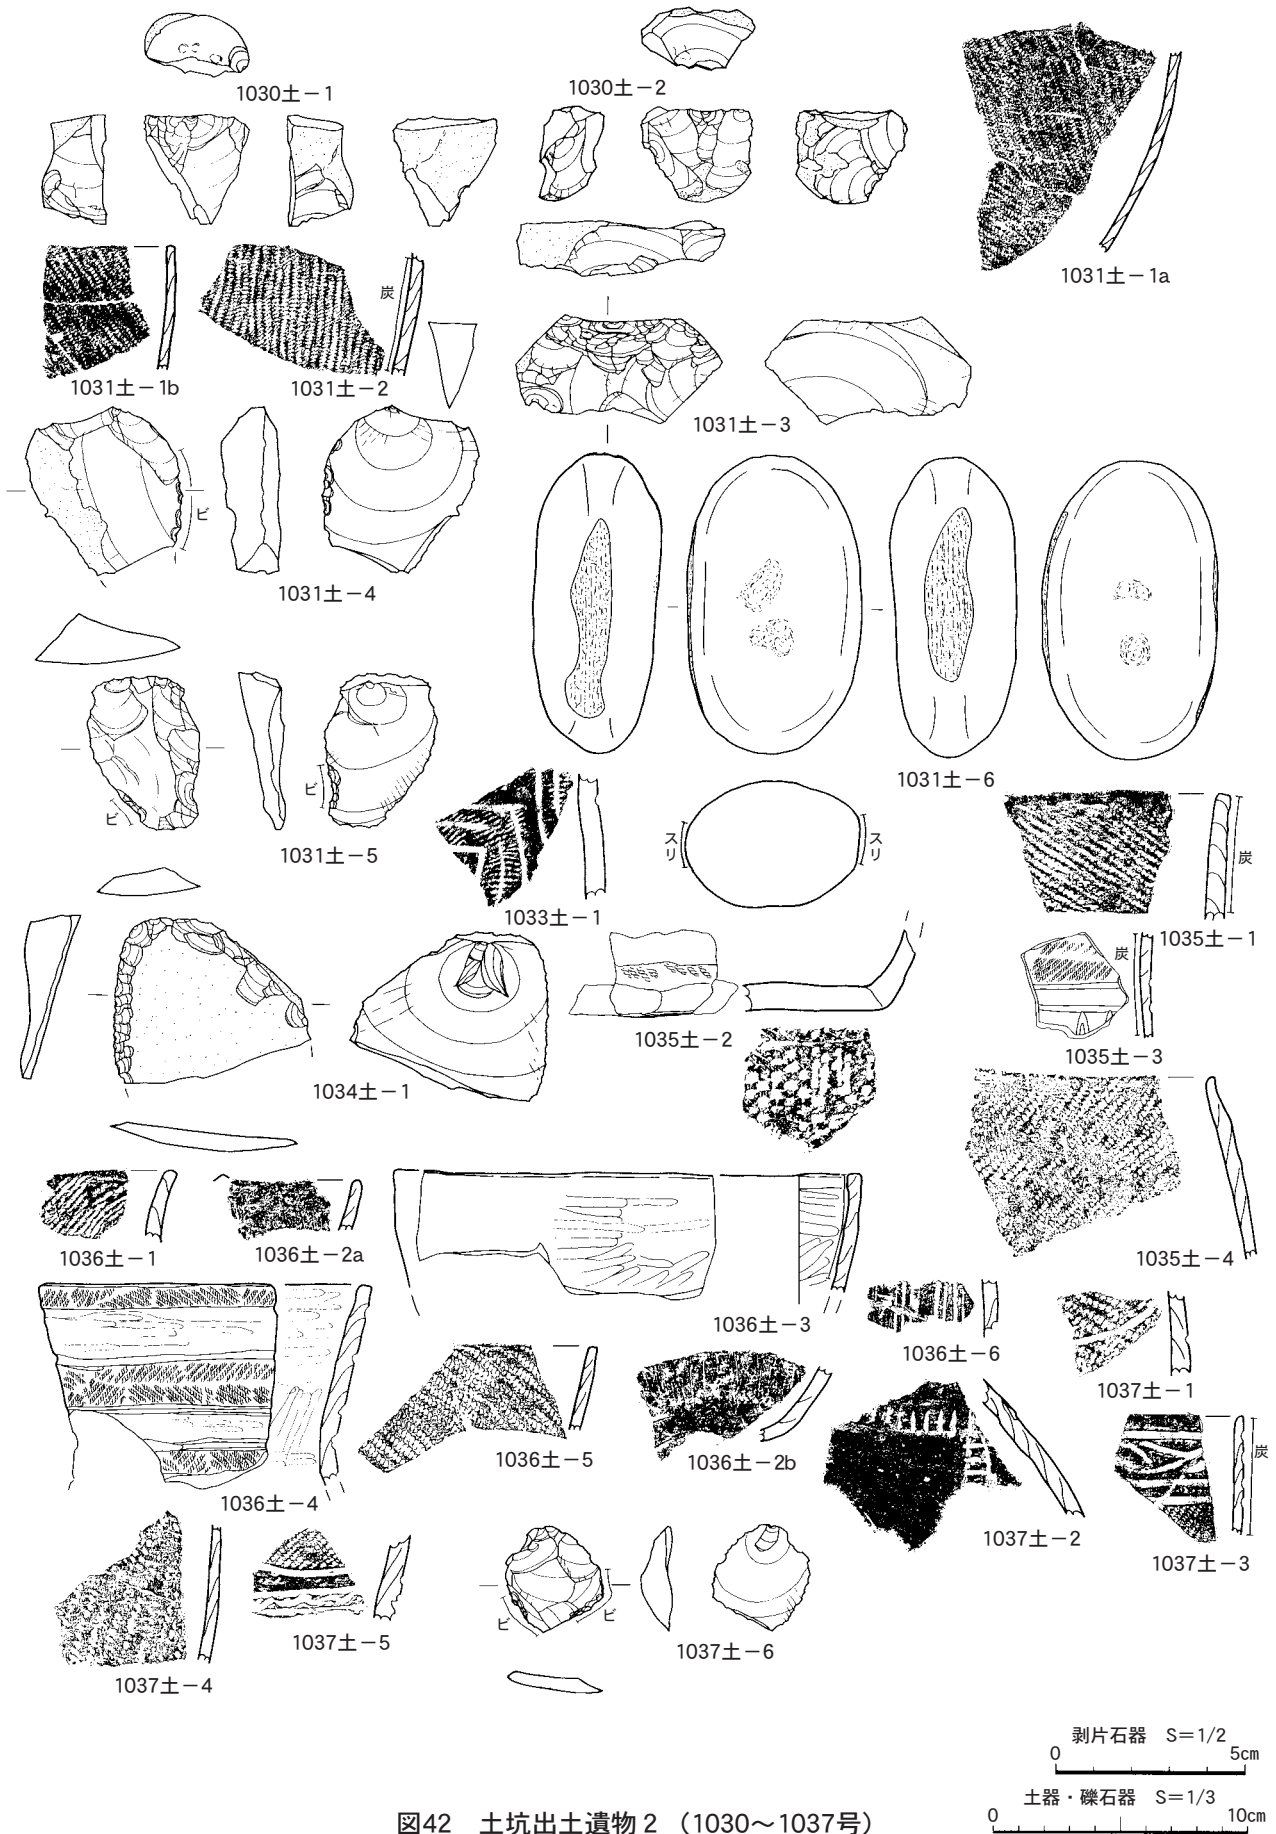 1030土－1
1030土－2
1031土－1a
炭
1031土－1b
1031土－2
1031土－3
ビ
1031土－4
1031土－6
ビ
ビ
1031土－5
スリ
スリ
1033土－1
炭
1035土－1
炭
1035土－2
1035土－3
1034土－1
1036土－1
1036土－2a
1035土－4
1036土－3
1036土－6
1037土－1
1036土－5
1036土－2b
炭
1036土－4
1037土－2
1037土－3
ビ
ビ
1037土－5
1037土－6
1037土－4
剥片石器　S＝1/2
0 5cm
土器・礫石器　S＝1/3
0 10cm
図42　土坑出土遺物２（1030〜1037号）